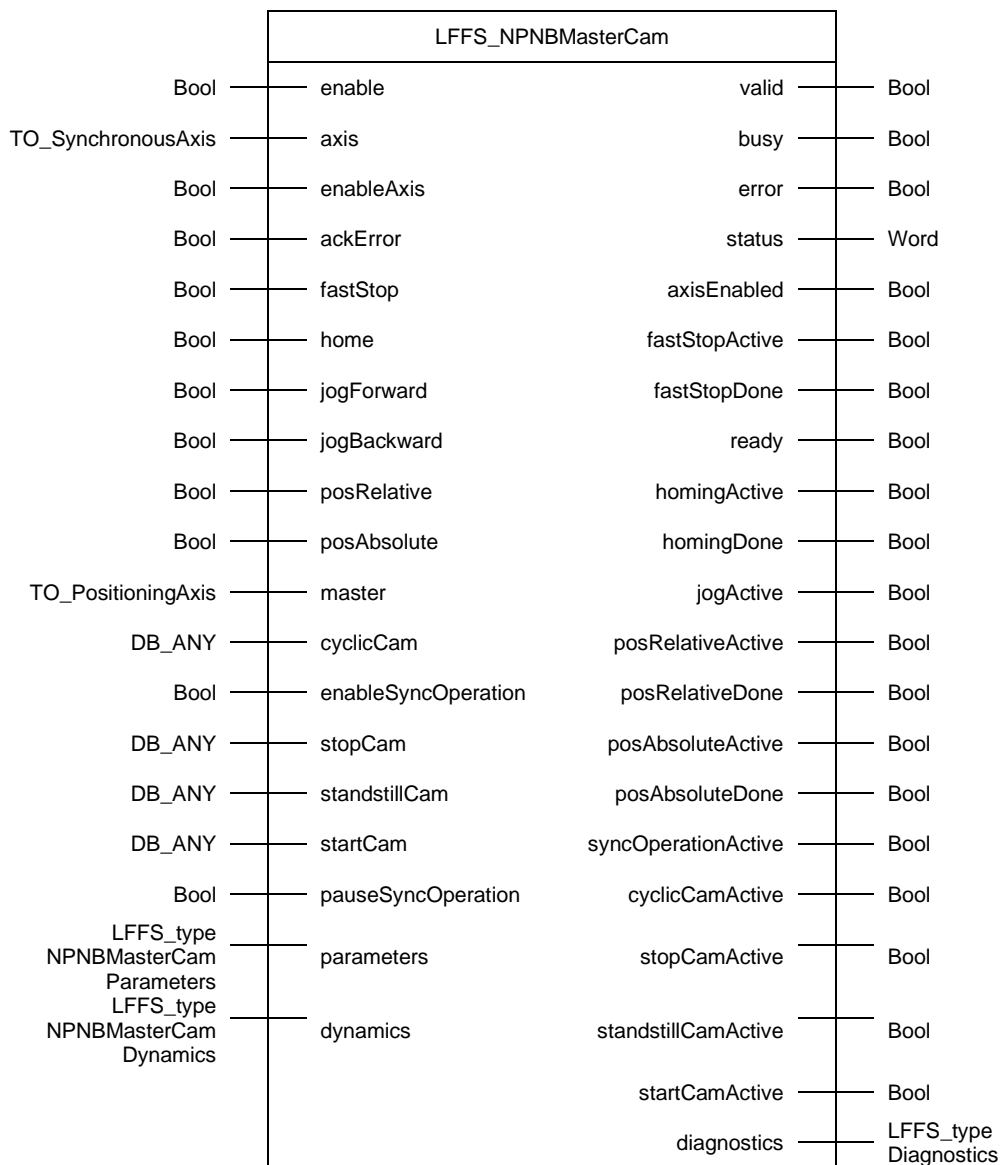 LFFS_NPNBMasterCam
Bool enable valid Bool
TO_SynchronousAxis axis busy Bool
Bool enableAxis error Bool
Bool ackError status Word
Bool fastStop axisEnabled Bool
Bool home fastStopActive Bool
Bool jogForward fastStopDone Bool
Bool jogBackward ready Bool
Bool posRelative homingActive Bool
Bool posAbsolute homingDone Bool
TO_PositioningAxis master jogActive Bool
DB_ANY cyclicCam posRelativeActive Bool
Bool enableSyncOperation posRelativeDone Bool
DB_ANY stopCam posAbsoluteActive Bool
DB_ANY standstillCam posAbsoluteDone Bool
DB_ANY startCam syncOperationActive Bool
Bool pauseSyncOperation cyclicCamActive Bool
LFFS_type
NPNBMasterCam parameters stopCamActive Bool
Parameters
LFFS_type
NPNBMasterCam dynamics standstillCamActive Bool
Dynamics
startCamActive Bool
diagnostics LFFS_type
Diagnostics